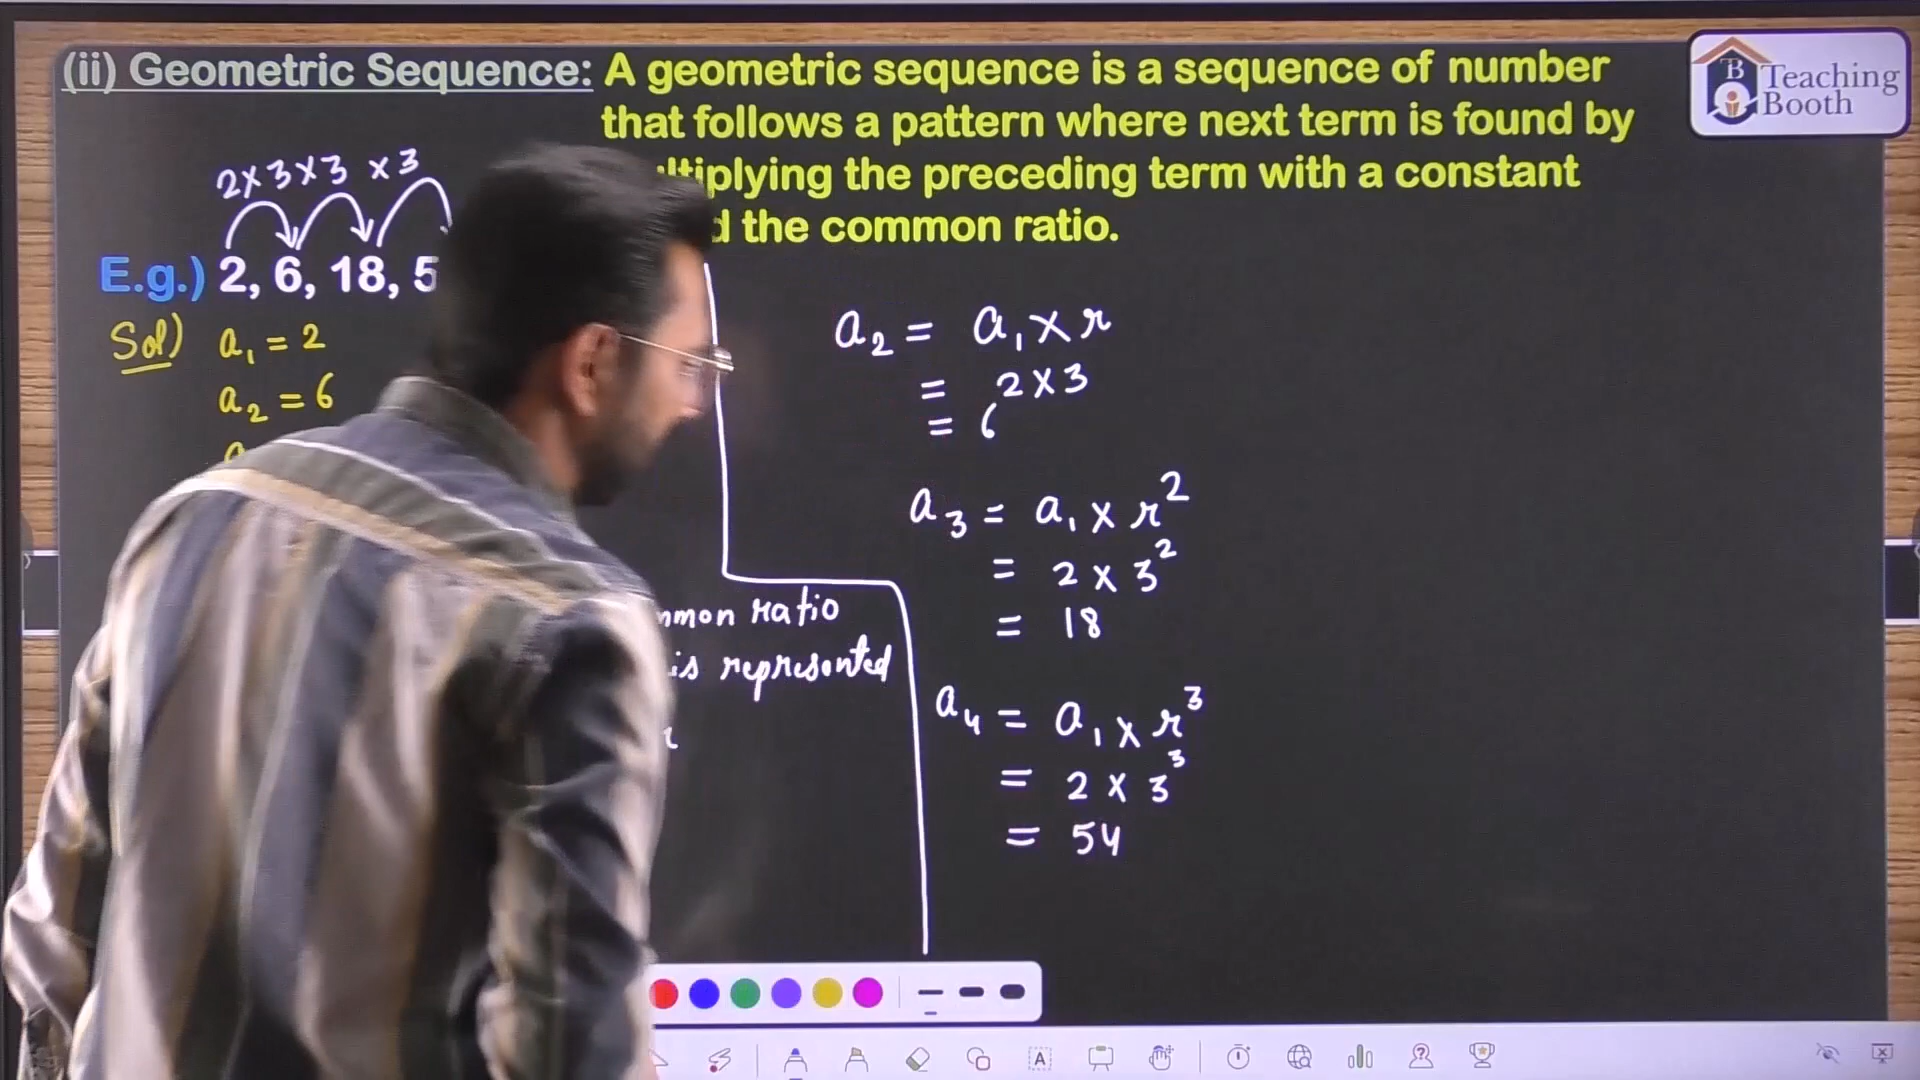 (ii) Geometric Sequence: A geometric sequence is a sequence of number
that follows a pattern where next term is found by
the preceding term with a constant
the common ratio.
B
Teaching
Booth
2×3×3 ×3
E.g.) 2, 6, 18, 5
Sol) a₁ = 2
a₂ = 6
a₂ = a₁ × r
= 2×3
= 6
a₃ = a₁ × r²
= 2 × 3²
= 18
ratio
is represented
a₄ = a₁ × r³
= 2 × 3³
= 54
A